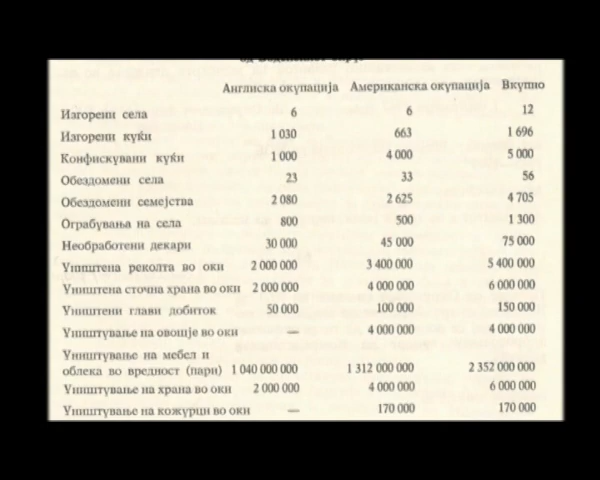 Англиска окупација Американска окупација Вкупно
Изгорени села 6 6 12
Изгорени куќи 1 030 663 1 696
Конфискувани куќи 1 000 4 000 5 000
Обездомени села 23 33 56
Обездомени семејства 2 080 2 625 4 705
Ограбувања на села 800 500 1 300
Необработени декари 30 000 45 000 75 000
Уништена реколта во оки 2 000 000 3 400 000 5 400 000
Уништена сточна храна во оки 2 000 000 4 000 000 6 000 000
Уништени глави добиток 50 000 100 000 150 000
Уништување на овошје во оки — 4 000 000 4 000 000
Уништување на мебел и
облека во вредност (пари) 1 040 000 000 1 312 000 000 2 352 000 000
Уништување на храна во оки 2 000 000 4 000 000 6 000 000
Уништување на кожурци во оки — 170 000 170 000